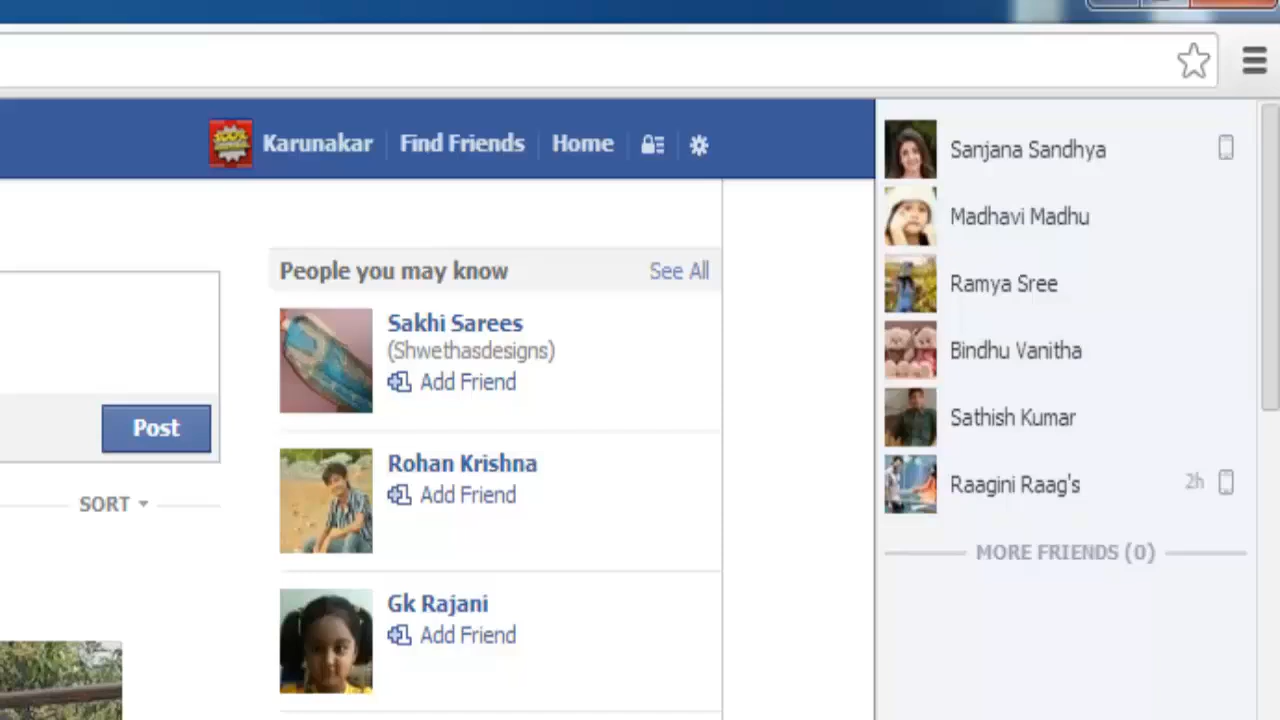 Karunakar Find Friends Home
People you may know See All
Sakhi Sarees
(Shwethasdesigns)
Add Friend
Rohan Krishna
Add Friend
Gk Rajani
Add Friend
Post
SORT
Sanjana Sandhya
Madhavi Madhu
Ramya Sree
Bindhu Vanitha
Sathish Kumar
Raagini Raag's 2h
MORE FRIENDS (0)